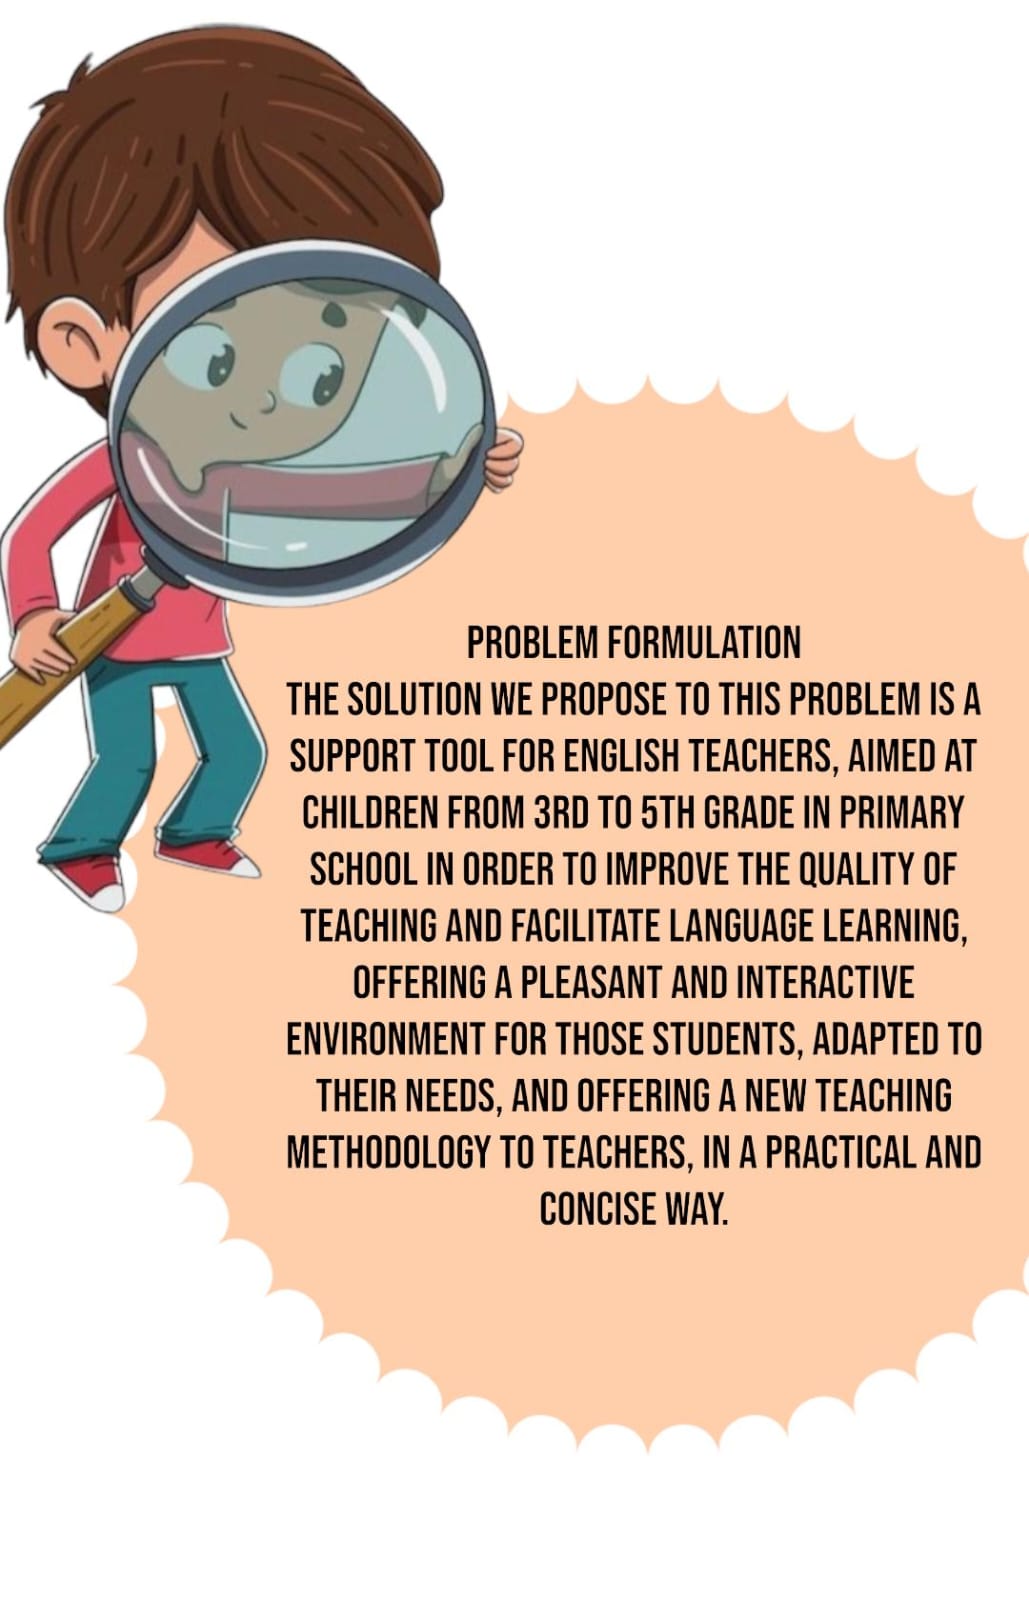 PROBLEM FORMULATION
THE SOLUTION WE PROPOSE TO THIS PROBLEM IS A
SUPPORT TOOL FOR ENGLISH TEACHERS, AIMED AT
CHILDREN FROM 3RD TO 5TH GRADE IN PRIMARY
SCHOOL IN ORDER TO IMPROVE THE QUALITY OF
TEACHING AND FACILITATE LANGUAGE LEARNING,
OFFERING A PLEASANT AND INTERACTIVE
ENVIRONMENT FOR THOSE STUDENTS, ADAPTED TO
THEIR NEEDS, AND OFFERING A NEW TEACHING
METHODOLOGY TO TEACHERS, IN A PRACTICAL AND
CONCISE WAY.